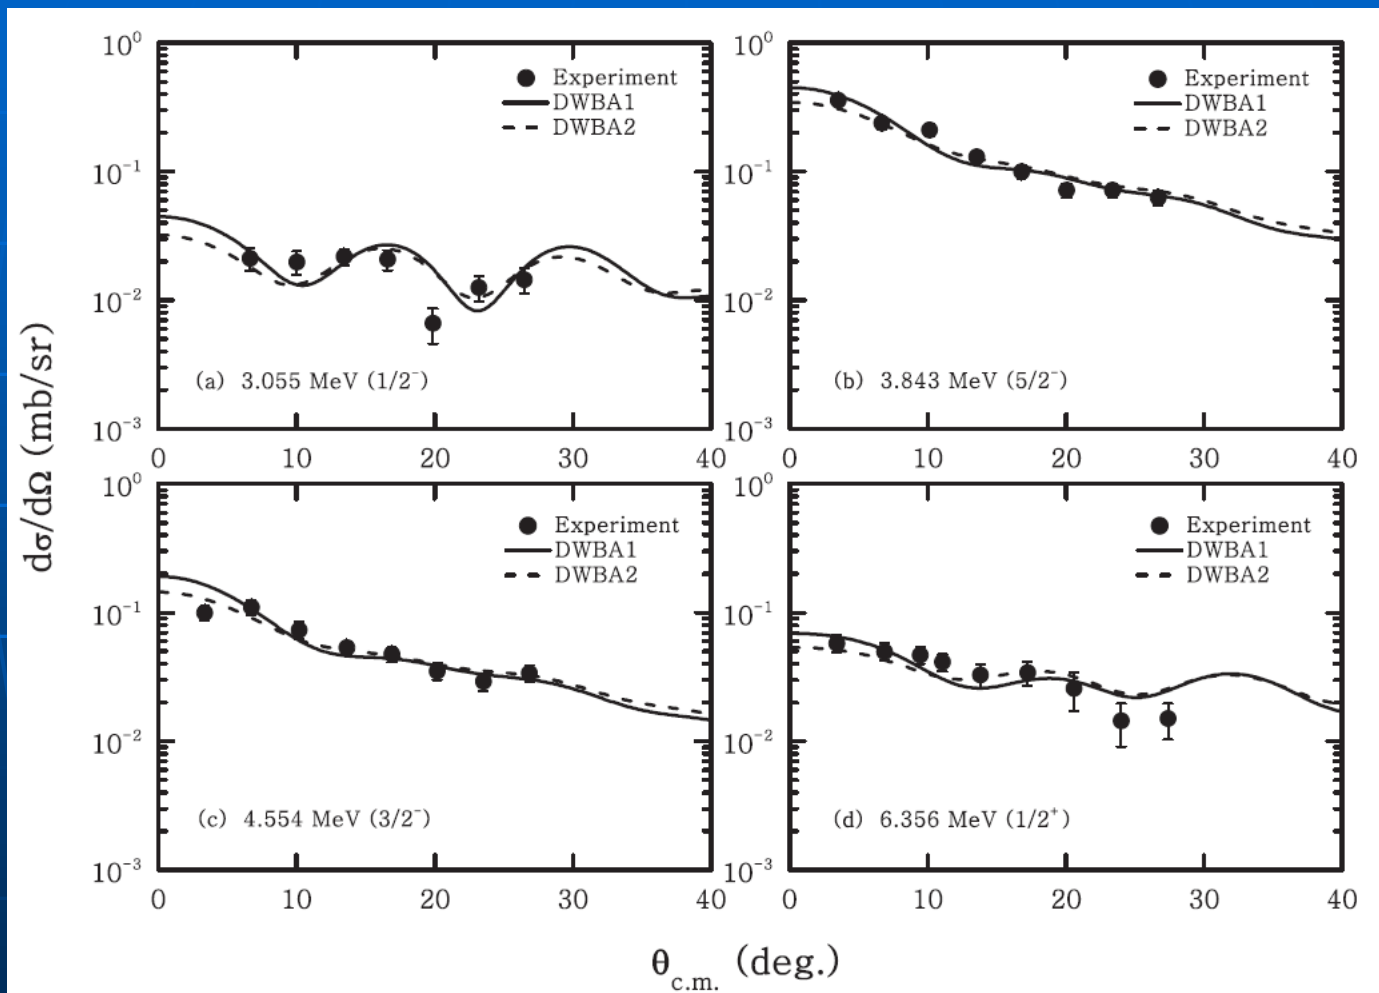 dσ/dΩ (mb/sr)
10⁰
10⁻¹
10⁻²
10⁻³
Experiment
DWBA1
DWBA2
(a) 3.055 MeV (1/2⁻)
0 10 20 30 40
10⁰
10⁻¹
10⁻²
10⁻³
Experiment
DWBA1
DWBA2
(b) 3.843 MeV (5/2⁻)
0 10 20 30 40
10⁰
10⁻¹
10⁻²
10⁻³
Experiment
DWBA1
DWBA2
(c) 4.554 MeV (3/2⁻)
0 10 20 30 40
10⁰
10⁻¹
10⁻²
10⁻³
Experiment
DWBA1
DWBA2
(d) 6.356 MeV (1/2⁺)
0 10 20 30 40
θc.m. (deg.)